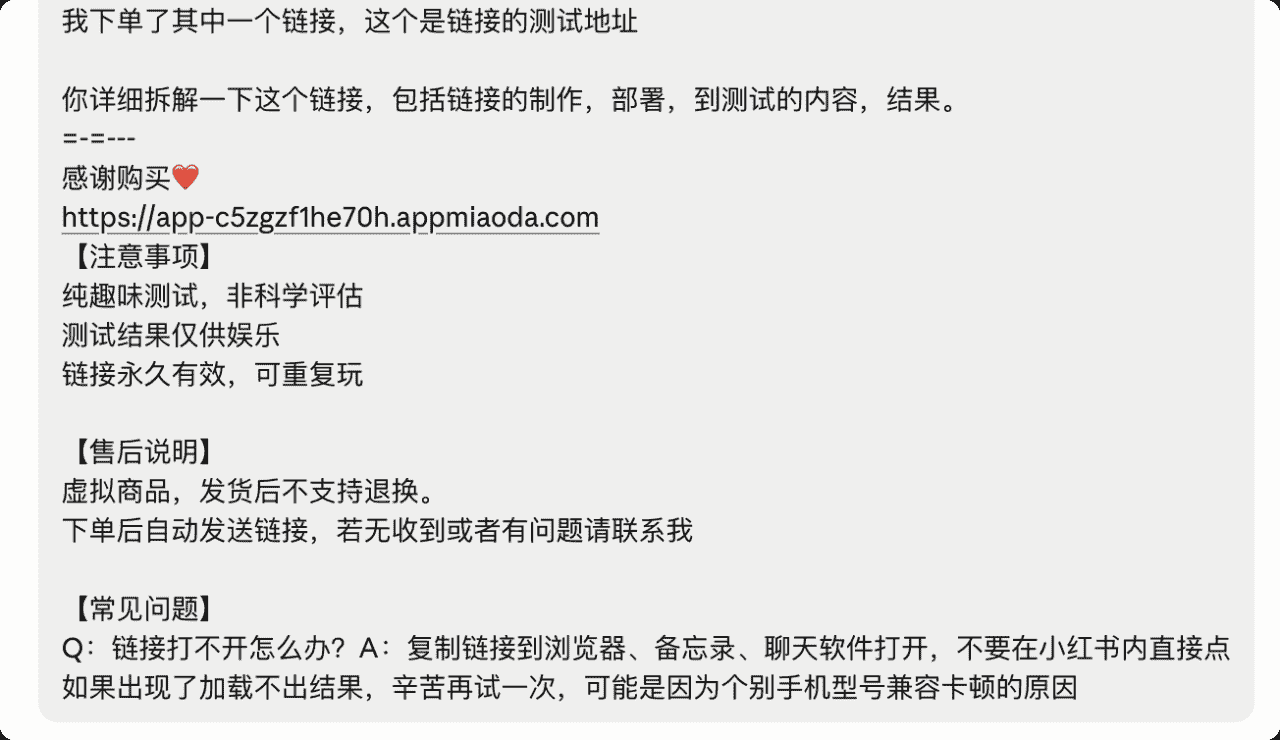 我下单了其中一个链接，这个是链接的测试地址
你详细拆解一下这个链接，包括链接的制作，部署，到测试的内容，结果。
=-=---
感谢购买❤️
https://app-c5zgzf1he70h.appmiaoda.com
【注意事项】
纯趣味测试，非科学评估
测试结果仅供娱乐
链接永久有效，可重复玩
【售后说明】
虚拟商品，发货后不支持退换。
下单后自动发送链接，若无收到或者有问题请联系我
【常见问题】
Q：链接打不开怎么办？A：复制链接到浏览器、备忘录、聊天软件打开，不要在小红书内直接点
如果出现了加载不出结果，辛苦再试一次，可能是因为个别手机型号兼容卡顿的原因